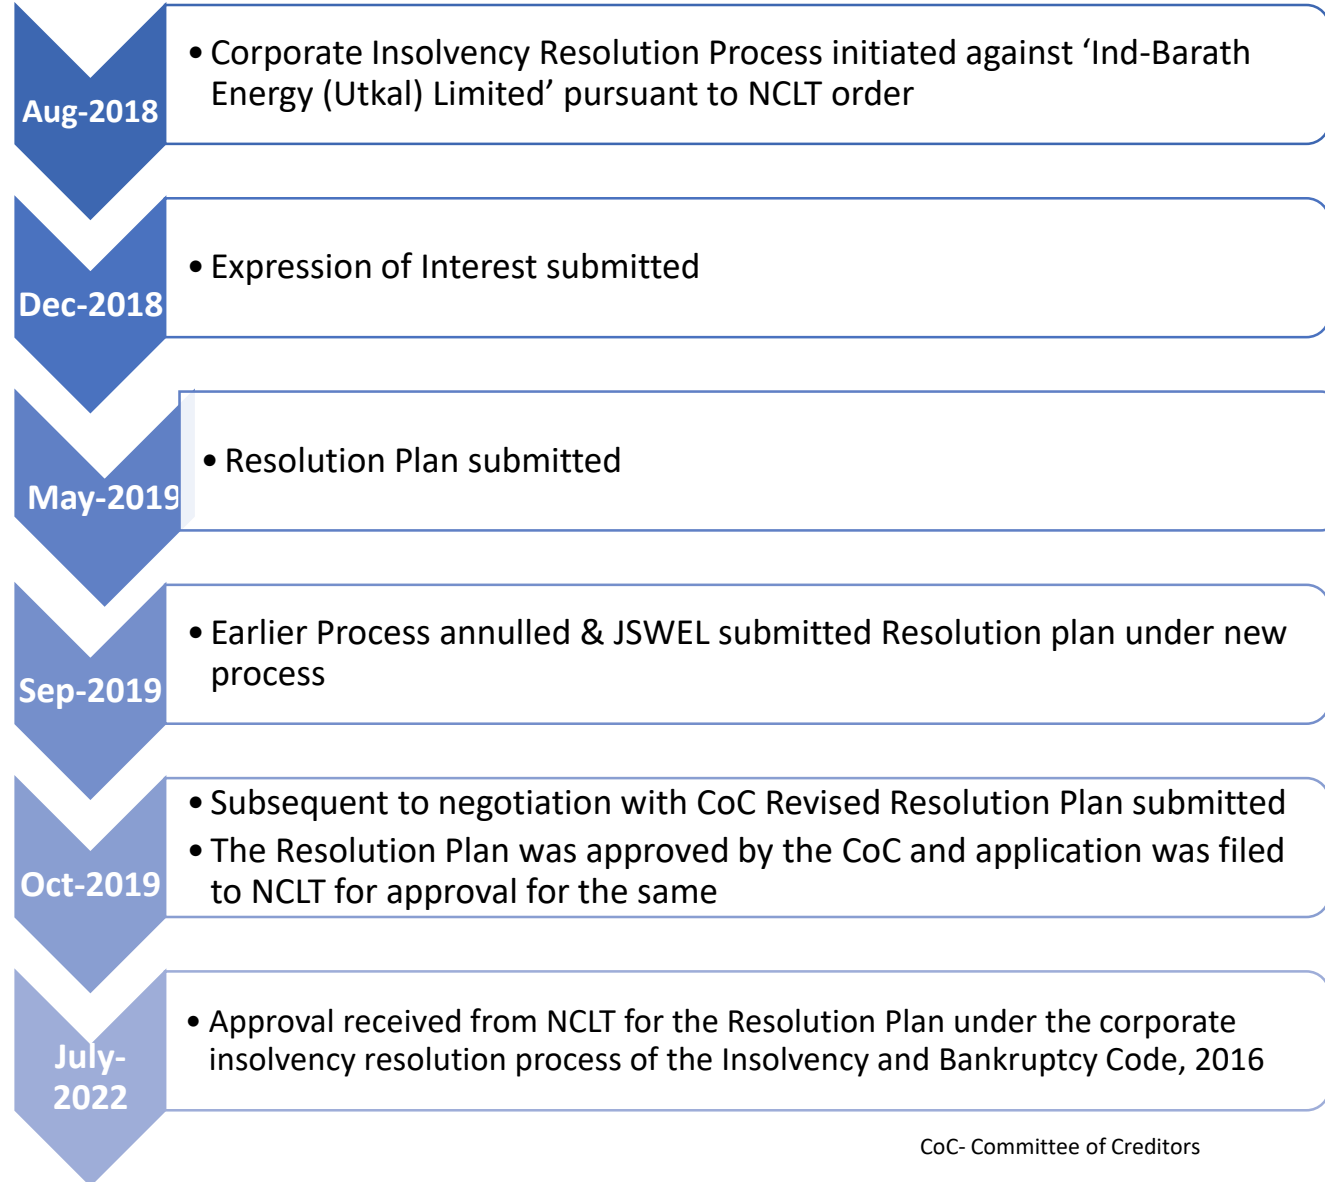 Aug-2018
• Corporate Insolvency Resolution Process initiated against ‘Ind-Barath
Energy (Utkal) Limited’ pursuant to NCLT order
Dec-2018
• Expression of Interest submitted
May-2019
• Resolution Plan submitted
Sep-2019
• Earlier Process annulled & JSWEL submitted Resolution plan under new
process
Oct-2019
• Subsequent to negotiation with CoC Revised Resolution Plan submitted
• The Resolution Plan was approved by the CoC and application was filed
to NCLT for approval for the same
July-
2022
• Approval received from NCLT for the Resolution Plan under the corporate
insolvency resolution process of the Insolvency and Bankruptcy Code, 2016
CoC- Committee of Creditors